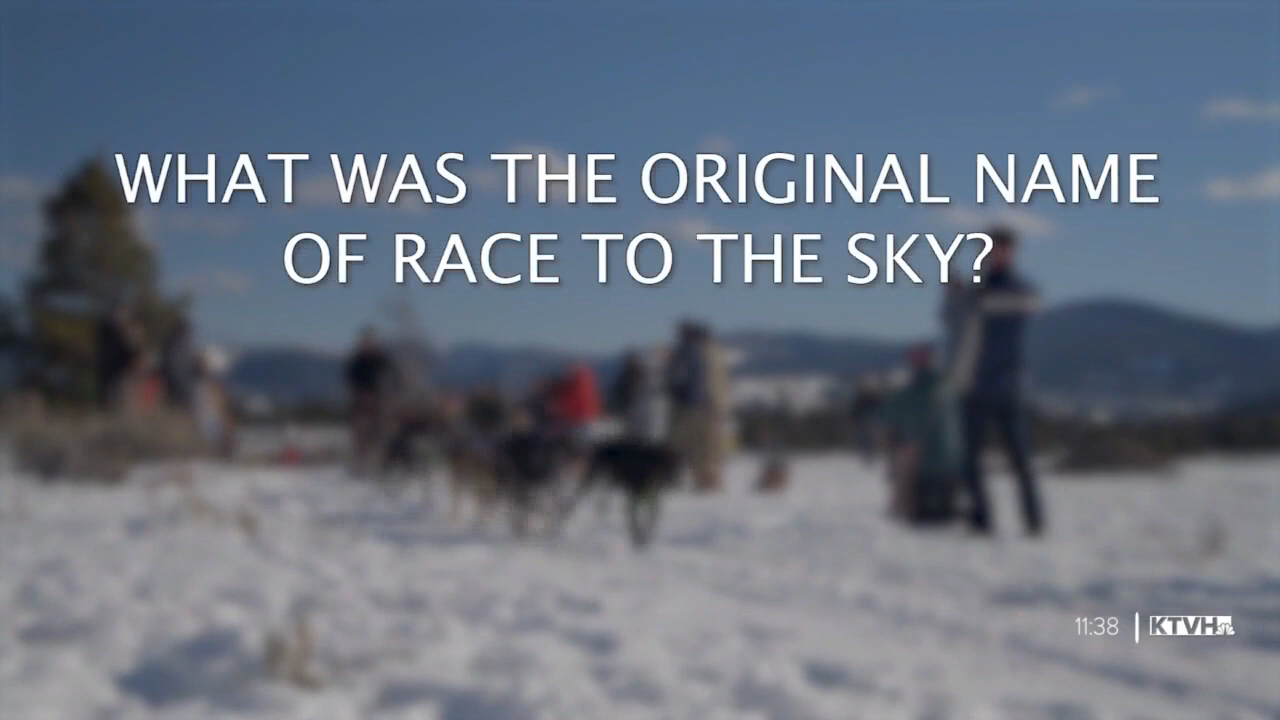 WHAT WAS THE ORIGINAL NAME
OF RACE TO THE SKY?
11:38 | KTVH